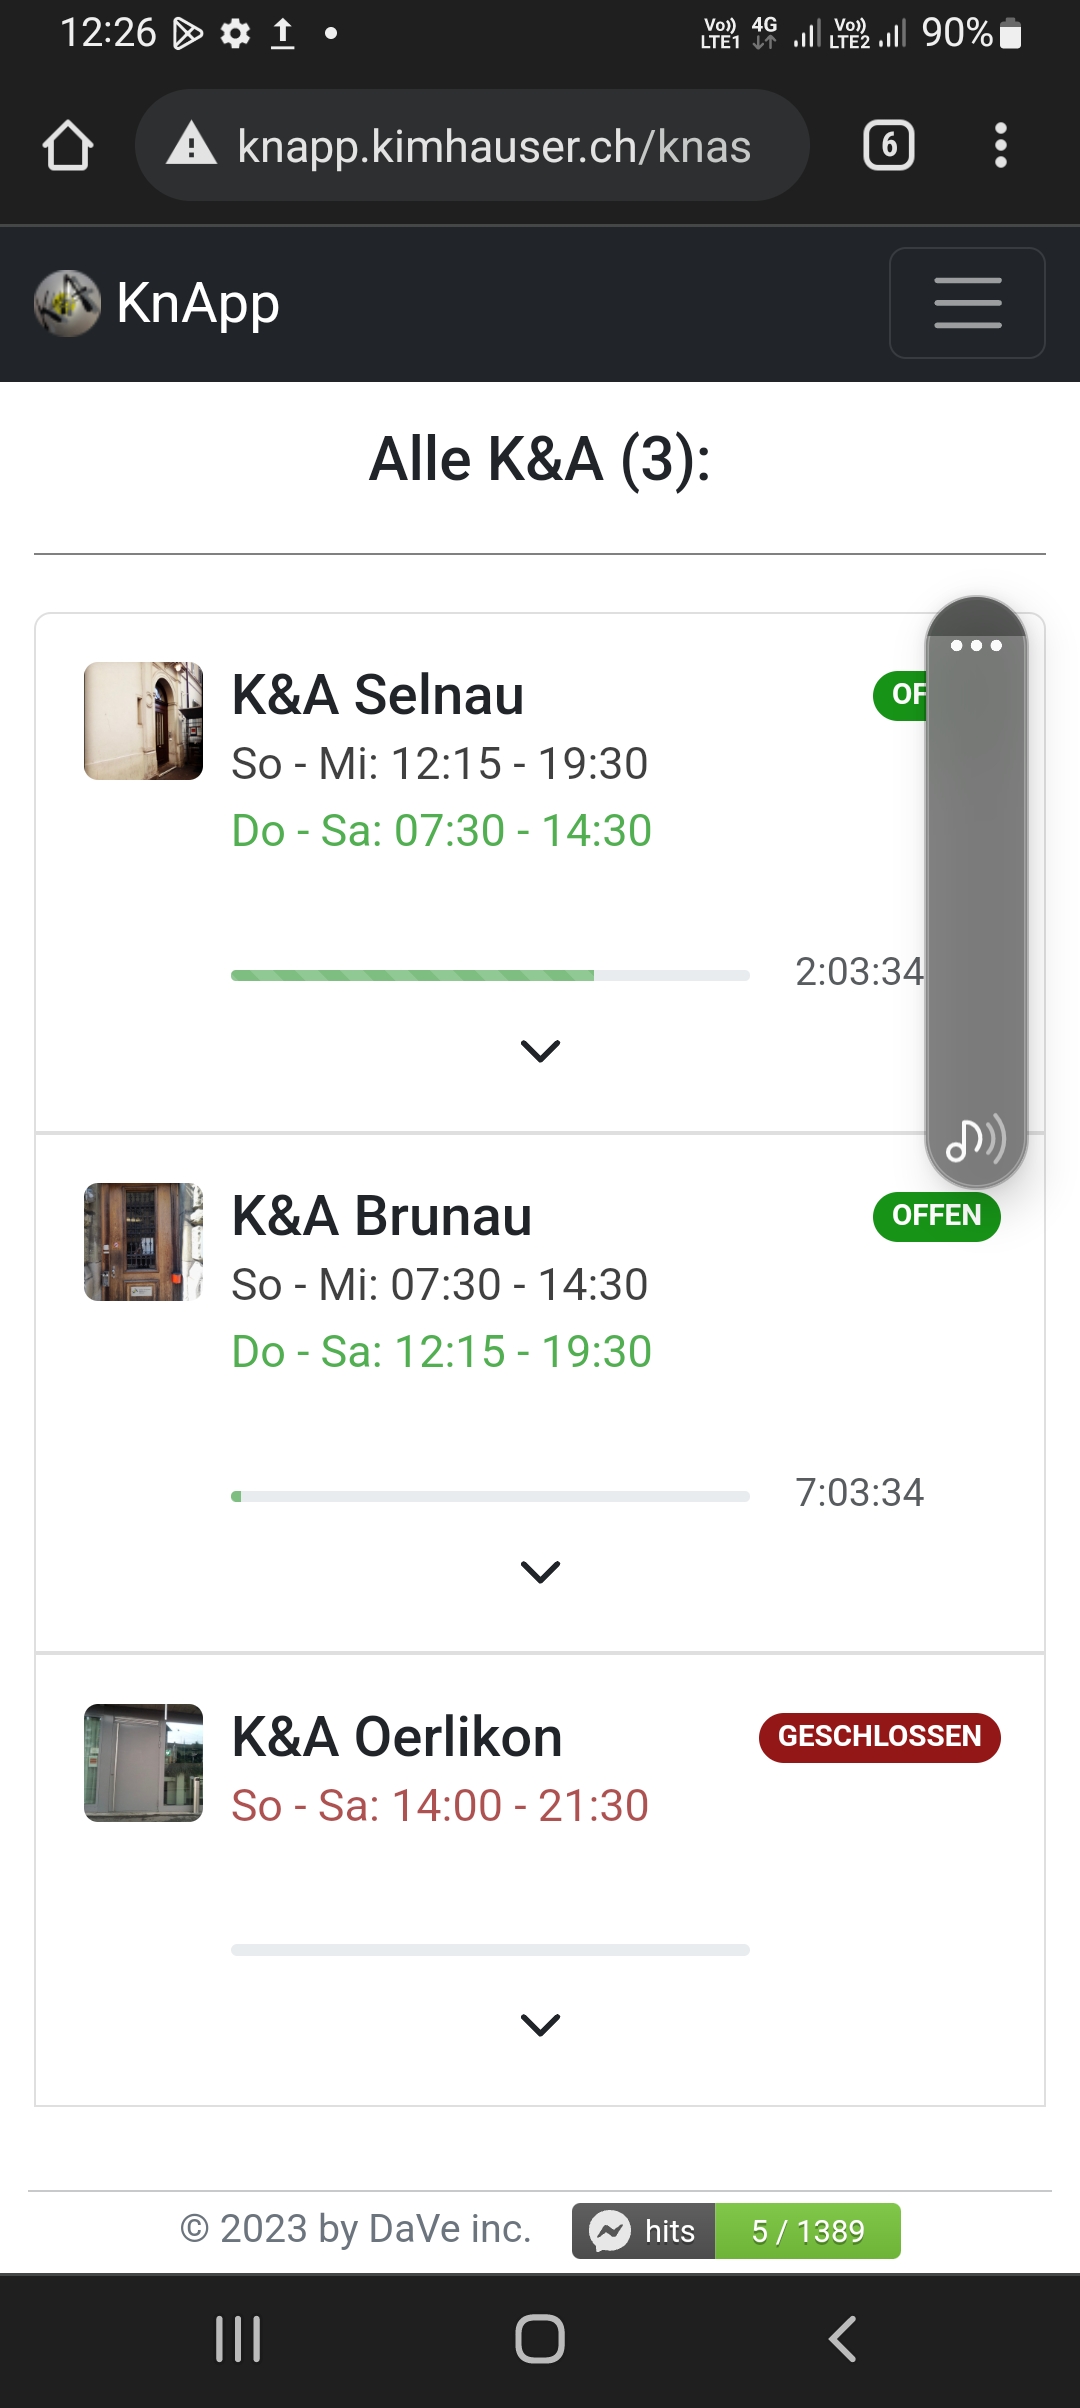 12:26
Vo)) LTE1 4G Vo)) LTE2 90%
knapp.kimhauser.ch/knas
6
KnApp
Alle K&A (3):
K&A Selnau
OF
So - Mi: 12:15 - 19:30
Do - Sa: 07:30 - 14:30
2:03:34
K&A Brunau
OFFEN
So - Mi: 07:30 - 14:30
Do - Sa: 12:15 - 19:30
7:03:34
K&A Oerlikon
GESCHLOSSEN
So - Sa: 14:00 - 21:30
© 2023 by DaVe inc.
hits 5 / 1389